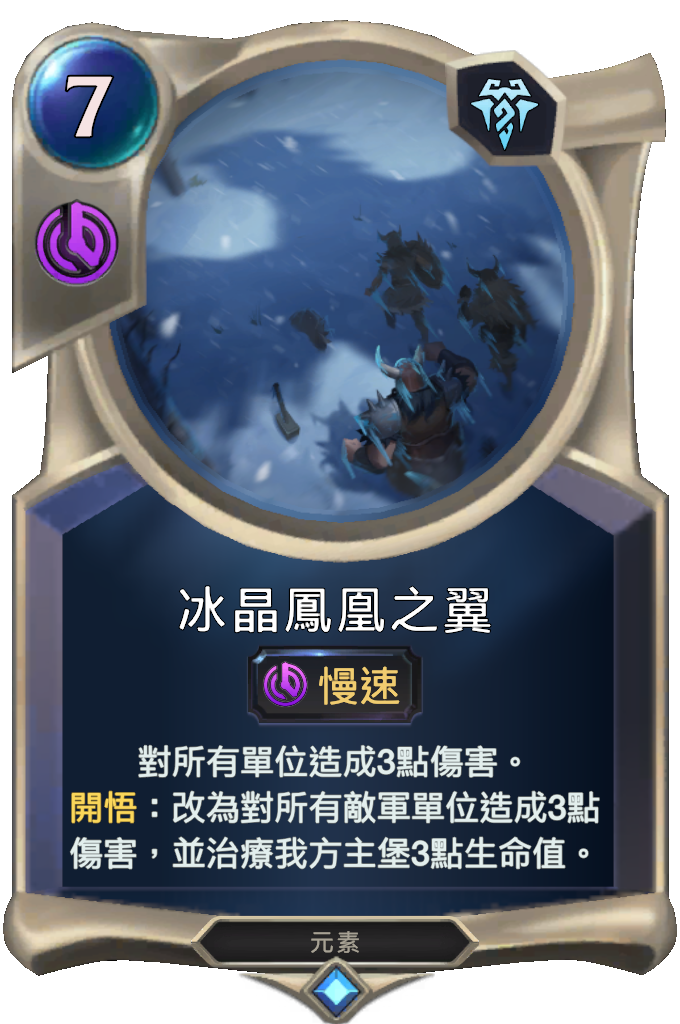 7
冰晶鳳凰之翼
慢速
對所有單位造成3點傷害。
開悟：改為對所有敵軍單位造成3點
傷害，並治療我方主堡3點生命值。
元素